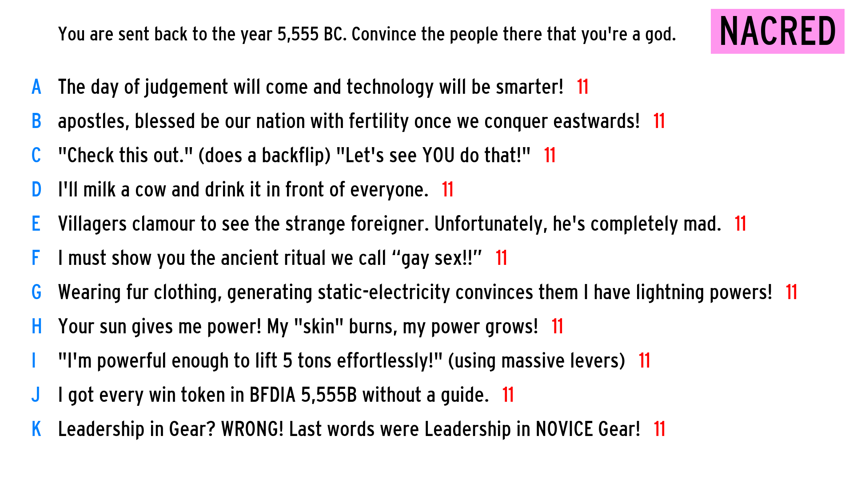 You are sent back to the year 5,555 BC. Convince the people there that you're a god.
NACRED
A The day of judgement will come and technology will be smarter! 11
B apostles, blessed be our nation with fertility once we conquer eastwards! 11
C "Check this out." (does a backflip) "Let's see YOU do that!" 11
D I'll milk a cow and drink it in front of everyone. 11
E Villagers clamour to see the strange foreigner. Unfortunately, he's completely mad. 11
F I must show you the ancient ritual we call “gay sex!!” 11
G Wearing fur clothing, generating static-electricity convinces them I have lightning powers! 11
H Your sun gives me power! My "skin" burns, my power grows! 11
I "I'm powerful enough to lift 5 tons effortlessly!" (using massive levers) 11
J I got every win token in BFDIA 5,555B without a guide. 11
K Leadership in Gear? WRONG! Last words were Leadership in NOVICE Gear! 11